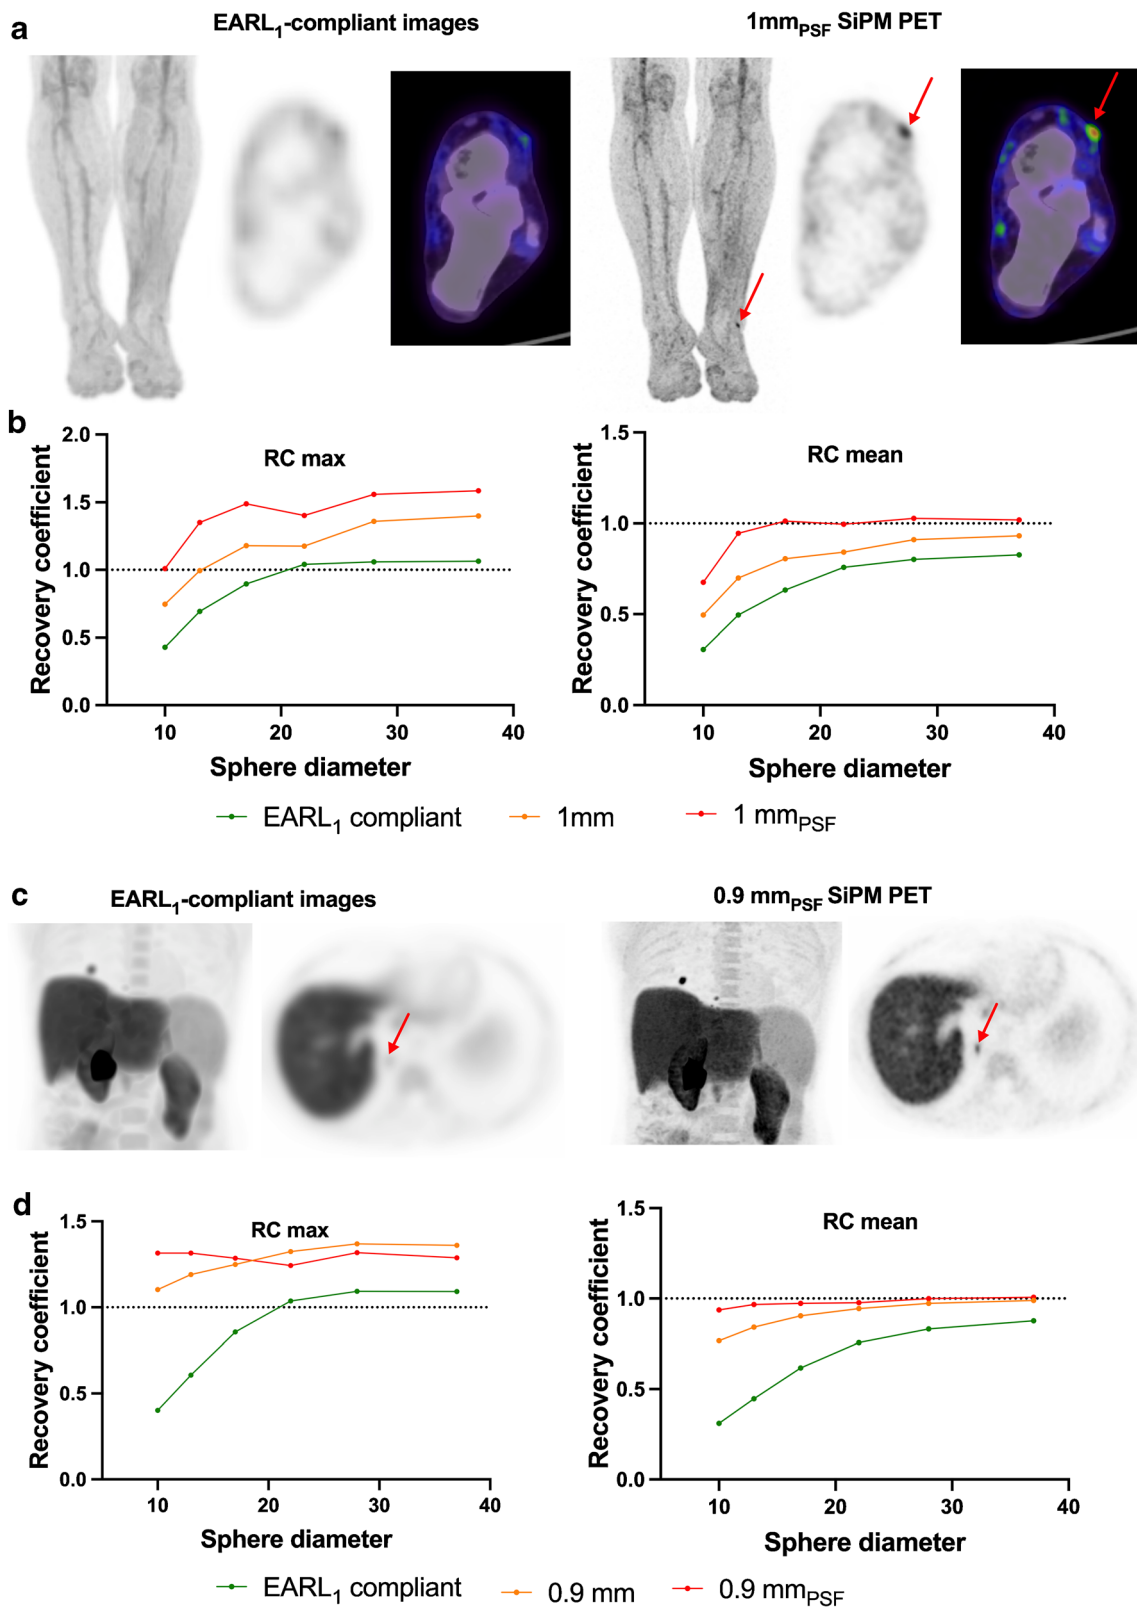 a
EARL1-compliant images
1mmPSF SiPM PET
b
2.0
1.5
1.0
0.5
0.0
Recovery coefficient
RC max
10 20 30 40
Sphere diameter
1.5
1.0
0.5
0.0
Recovery coefficient
RC mean
10 20 30 40
Sphere diameter
EARL1 compliant
1mm
1 mmPSF
c
EARL1-compliant images
0.9 mmPSF SiPM PET
d
1.5
1.0
0.5
0.0
Recovery coefficient
RC max
10 20 30 40
Sphere diameter
1.5
1.0
0.5
0.0
Recovery coefficient
RC mean
10 20 30 40
Sphere diameter
EARL1 compliant
0.9 mm
0.9 mmPSF